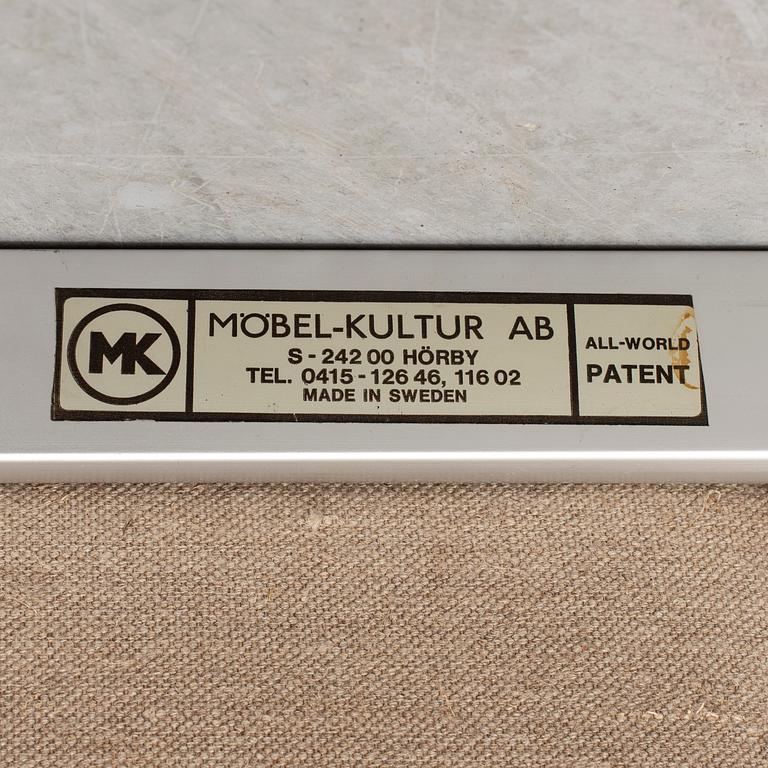 MK
MÖBEL-KULTUR AB
S-242 00 HÖRBY
TEL. 0415-126 46, 116 02
MADE IN SWEDEN
ALL-WORLD
PATENT